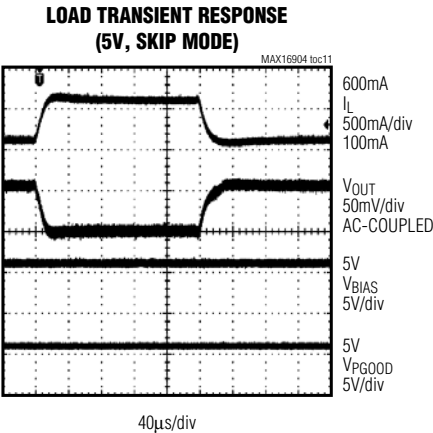 LOAD TRANSIENT RESPONSE
(5V, SKIP MODE)
MAX16904 toc11
T
600mA
IL
500mA/div
100mA
VOUT
50mV/div
AC-COUPLED
5V
VBIAS
5V/div
5V
VPGOOD
5V/div
40µs/div